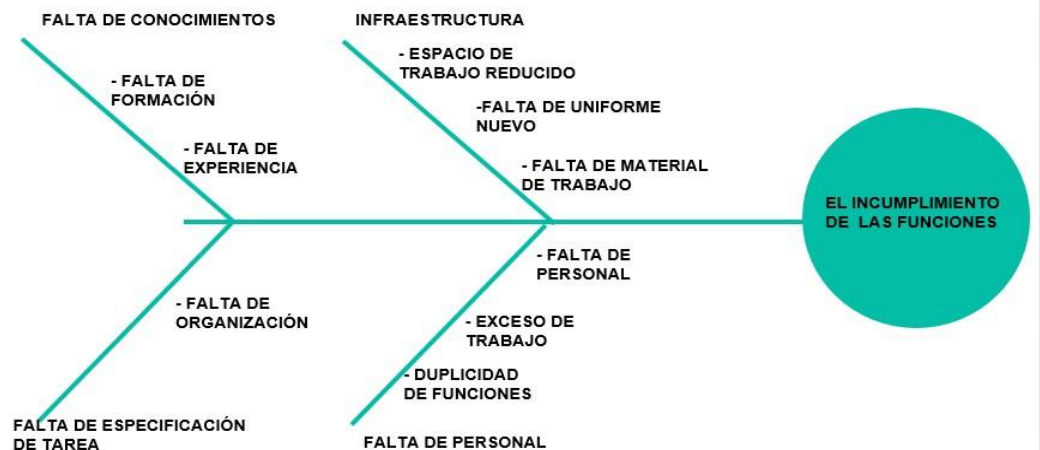 FALTA DE CONOCIMIENTOS
- FALTA DE
FORMACIÓN
- FALTA DE
EXPERIENCIA
INFRAESTRUCTURA
- ESPACIO DE
TRABAJO REDUCIDO
-FALTA DE UNIFORME
NUEVO
- FALTA DE MATERIAL
DE TRABAJO
EL INCUMPLIMIENTO
DE LAS FUNCIONES
- FALTA DE
ORGANIZACIÓN
FALTA DE ESPECIFICACIÓN
DE TAREA
- FALTA DE
PERSONAL
- EXCESO DE
TRABAJO
- DUPLICIDAD
DE FUNCIONES
FALTA DE PERSONAL